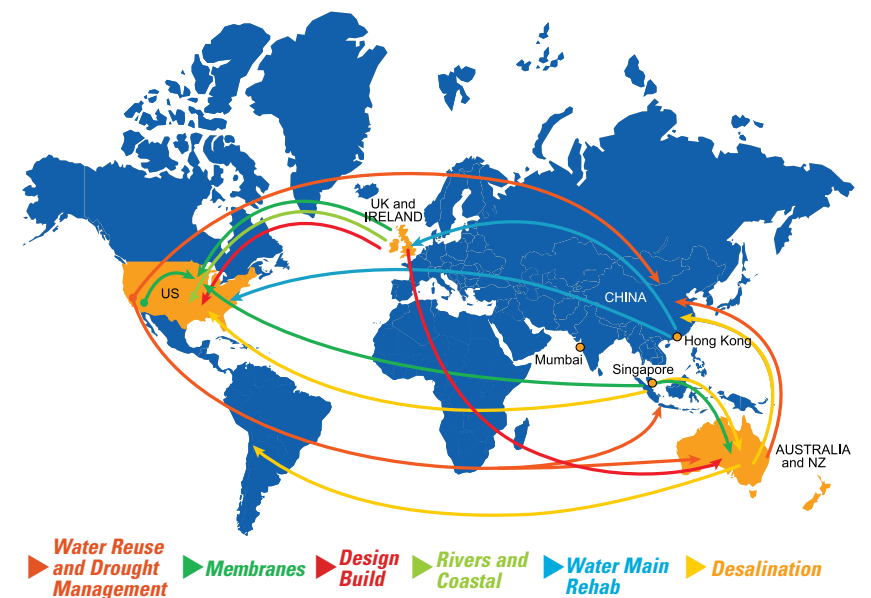 UK and
IRELAND
US
CHINA
Hong Kong
Mumbai
Singapore
AUSTRALIA
and NZ
Water Reuse
and Drought
Management
Membranes
Design
Build
Rivers and
Coastal
Water Main
Rehab
Desalination